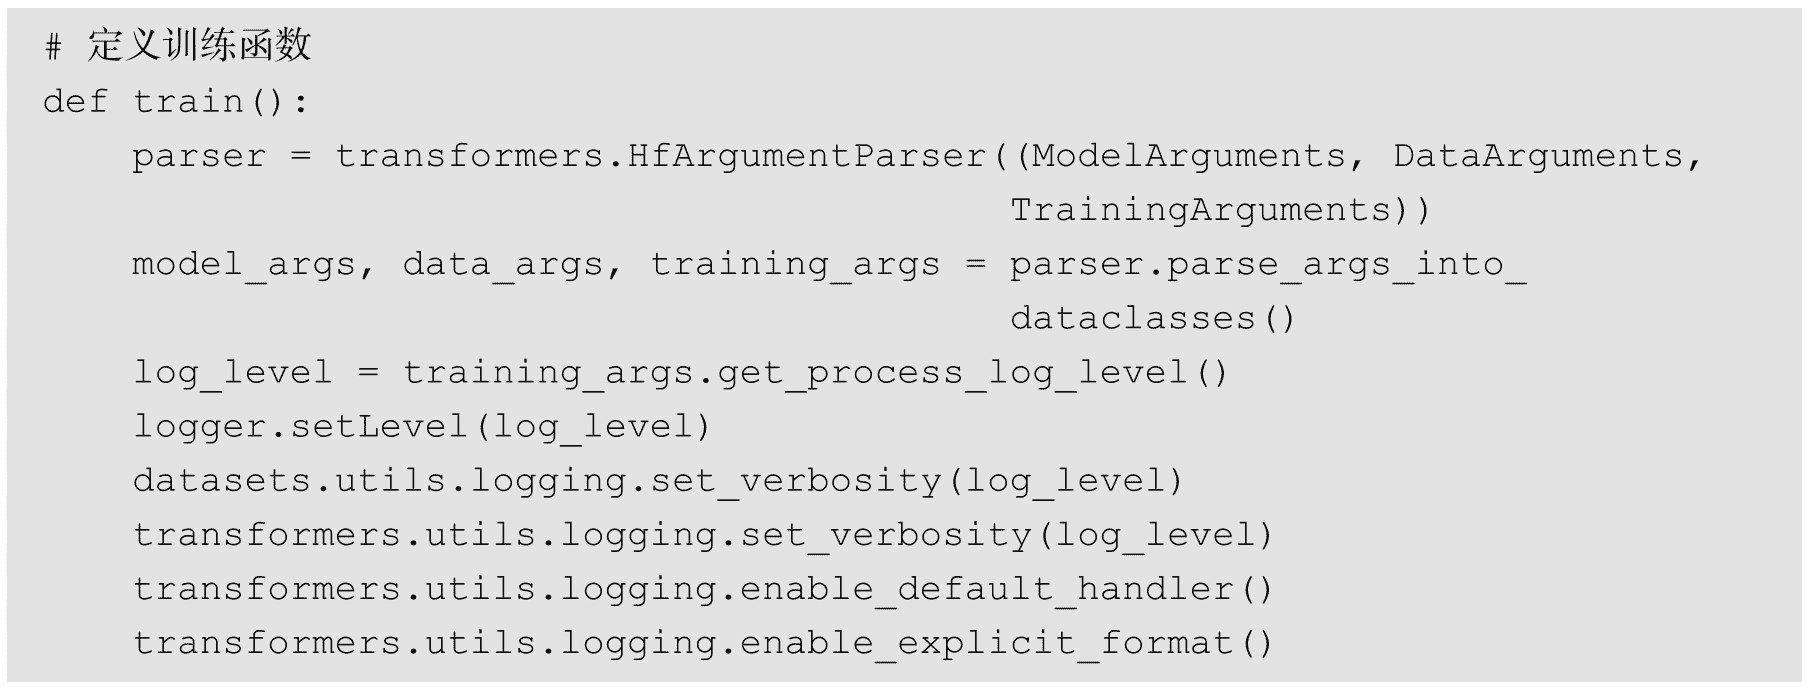 # 定义训练函数
def train():
    parser = transformers.HfArgumentParser((ModelArguments, DataArguments,
                                       TrainingArguments))
    model_args, data_args, training_args = parser.parse_args_into_
                                       dataclasses()
    log_level = training_args.get_process_log_level()
    logger.setLevel(log_level)
    datasets.utils.logging.set_verbosity(log_level)
    transformers.utils.logging.set_verbosity(log_level)
    transformers.utils.logging.enable_default_handler()
    transformers.utils.logging.enable_explicit_format()